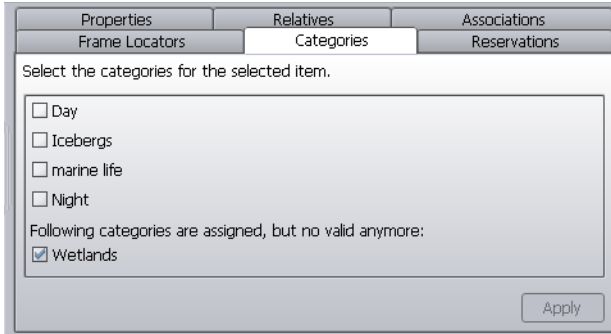 Properties
Relatives
Associations
Frame Locators
Categories
Reservations
Select the categories for the selected item.
Day
Icebergs
marine life
Night
Following categories are assigned, but no valid anymore:
Wetlands
Apply